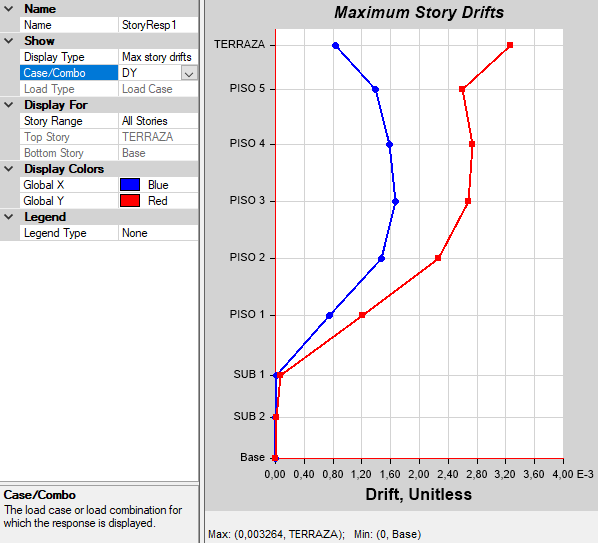 Name
Name StoryResp1
Show
Display Type Max story drifts
Case/Combo DY
Load Type Load Case
Display For
Story Range All Stories
Top Story TERRAZA
Bottom Story Base
Display Colors
Global X Blue
Global Y Red
Legend
Legend Type None
Case/Combo
The load case or load combination for
which the response is displayed.
Maximum Story Drifts
TERRAZA
PISO 5
PISO 4
PISO 3
PISO 2
PISO 1
SUB 1
SUB 2
Base
0,00 0,40 0,80 1,20 1,60 2,00 2,40 2,80 3,20 3,60 4,00 E-3
Drift, Unitless
Max: (0,003264, TERRAZA); Min: (0, Base)